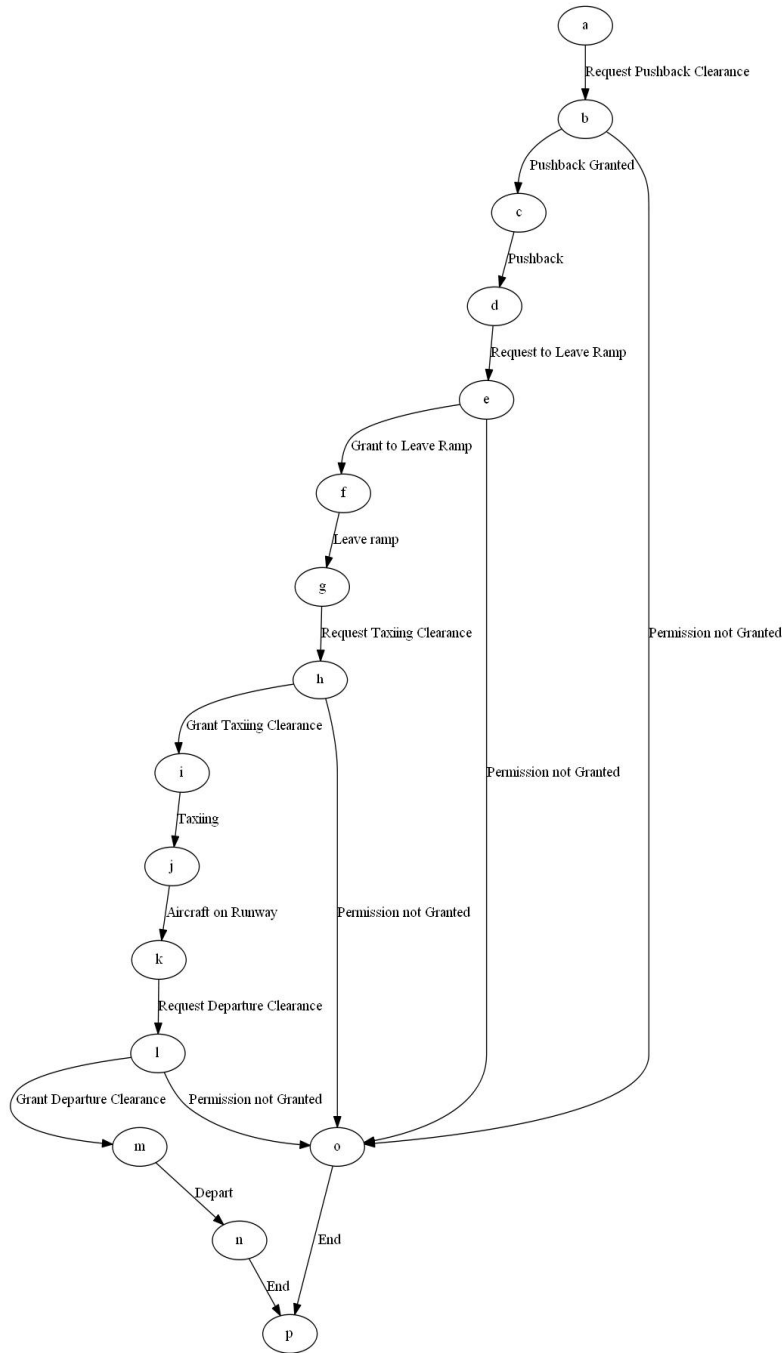 a
Request Pushback Clearance
b
Pushback Granted
c
Pushback
d
Request to Leave Ramp
e
Grant to Leave Ramp
f
Leave ramp
g
Request Taxiing Clearance
Permission not Granted
h
Grant Taxiing Clearance
i
Permission not Granted
Taxiing
j
Aircraft on Runway
Permission not Granted
k
Request Departure Clearance
l
Grant Departure Clearance
Permission not Granted
m
o
Depart
n
End
End
p